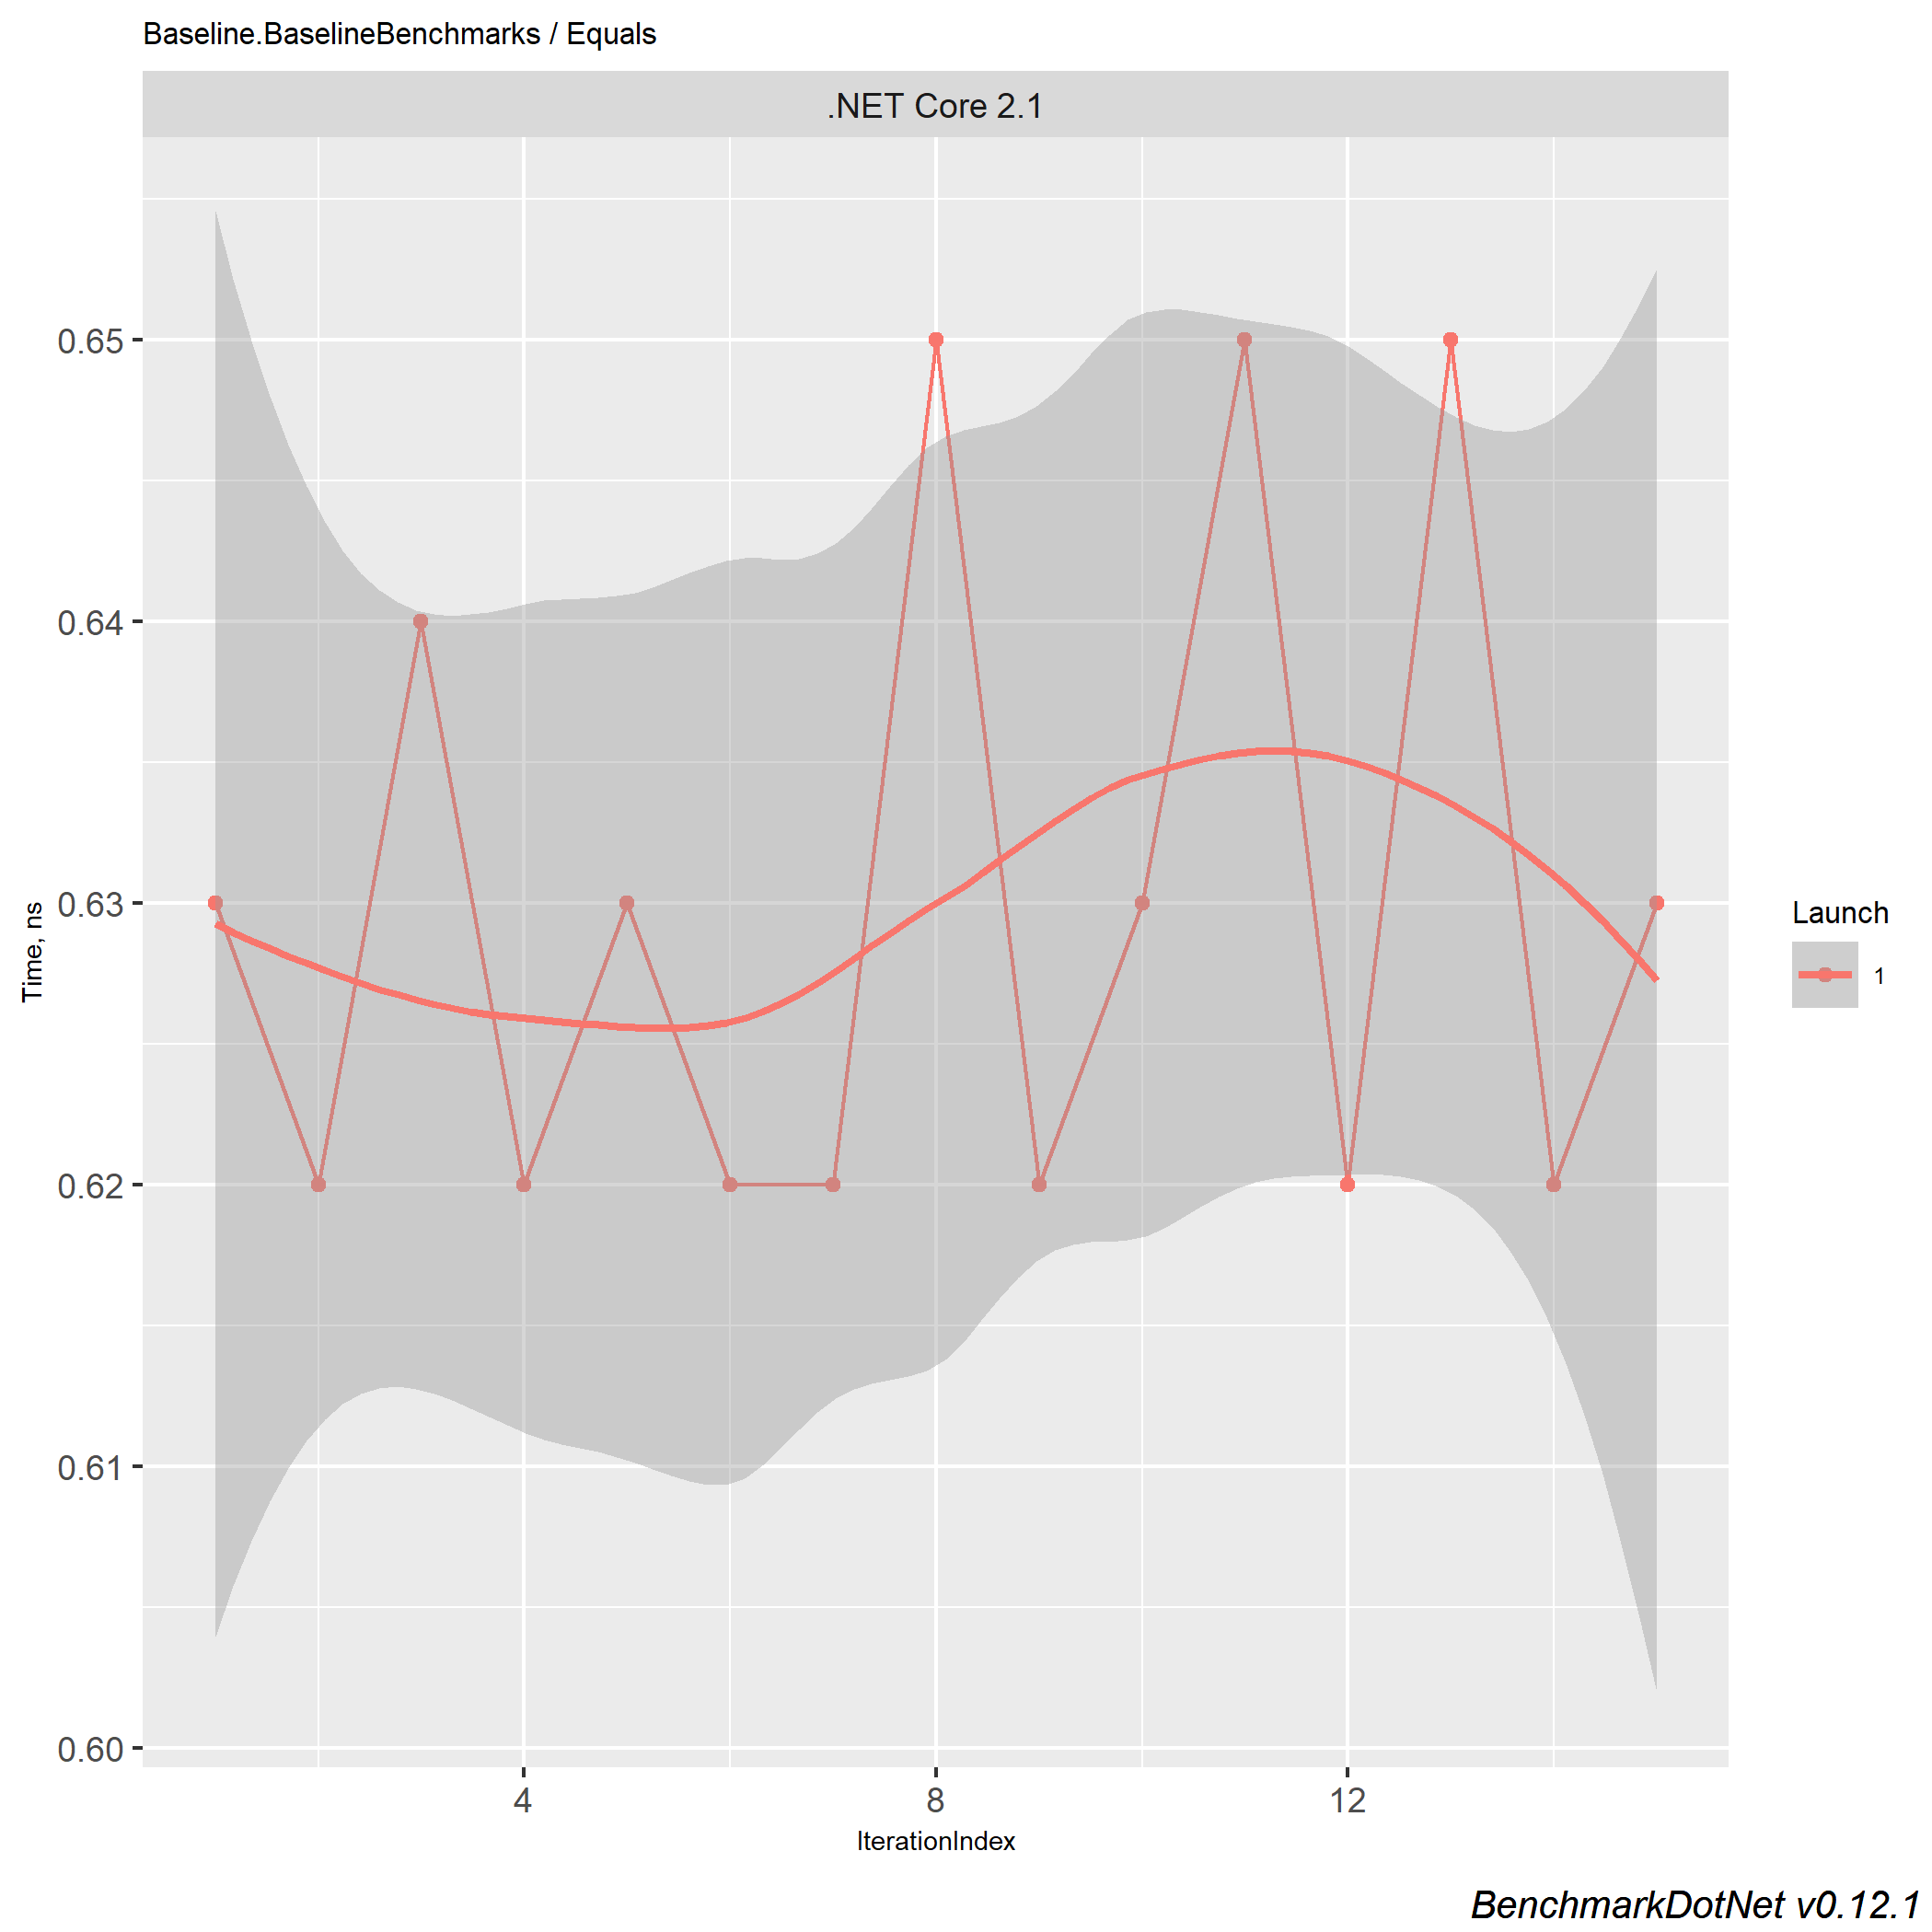 Baseline.BaselineBenchmarks / Equals
.NET Core 2.1
0.65
0.64
0.63
0.62
0.61
0.60
Time, ns
4 8 12
IterationIndex
Launch
1
BenchmarkDotNet v0.12.1